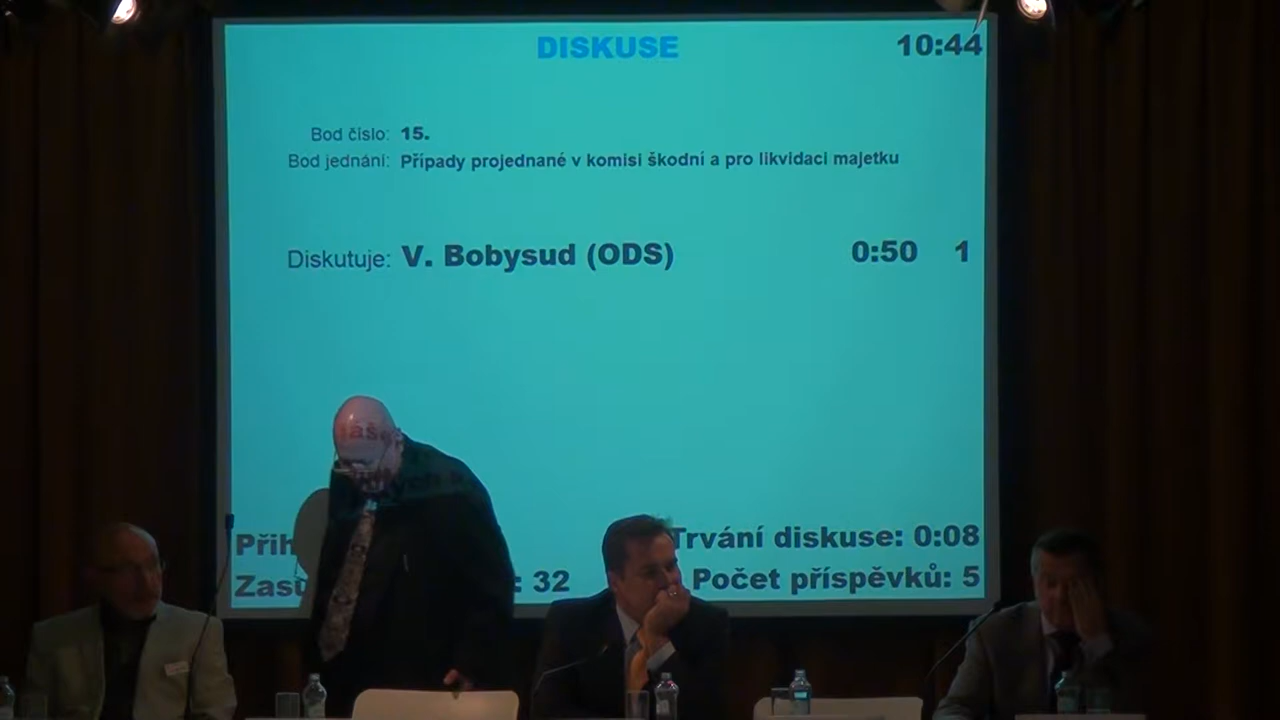 DISKUSE 10:44
Bod číslo: 15.
Bod jednání: Případy projednané v komisi škodní a pro likvidaci majetku
Diskutuje: V. Bobysud (ODS) 0:50 1
Trvání diskuse: 0:08
: 32 Počet příspěvků: 5